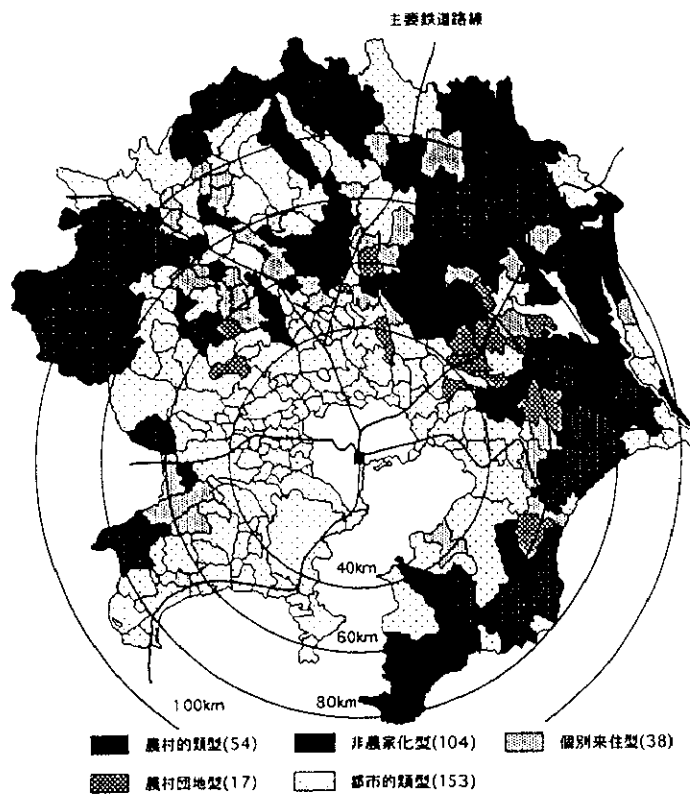 主要鉄道路線
40km
60km
80km
100km
農村的類型(54)
非農家化型(104)
個別来住型(38)
農村団地型(17)
都市的類型(153)